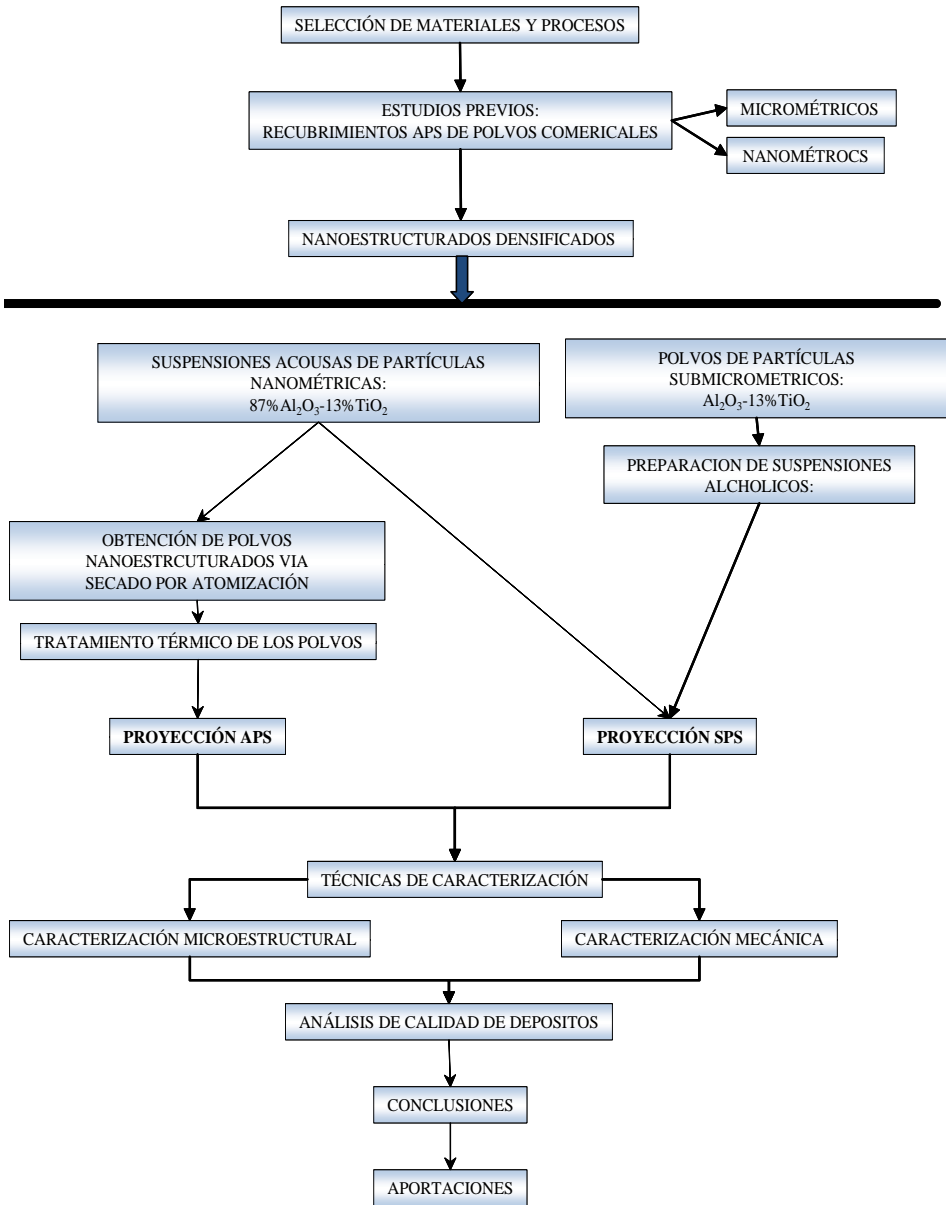 SELECCIÓN DE MATERIALES Y PROCESOS
ESTUDIOS PREVIOS:
RECUBRIMIENTOS APS DE POLVOS COMERICALES
MICROMÉTRICOS
NANOMÉTROCS
NANOESTRUCTURADOS DENSIFICADOS
SUSPENSIONES ACOUSAS DE PARTÍCULAS
NANOMÉTRICAS:
87%Al₂O₃-13%TiO₂
POLVOS DE PARTÍCULAS
SUBMICROMETRICOS:
Al₂O₃-13%TiO₂
PREPARACION DE SUSPENSIONES
ALCHOLICOS:
OBTENCIÓN DE POLVOS
NANOESTRCUTURADOS VIA
SECADO POR ATOMIZACIÓN
TRATAMIENTO TÉRMICO DE LOS POLVOS
PROYECCIÓN APS
PROYECCIÓN SPS
TÉCNICAS DE CARACTERIZACIÓN
CARACTERIZACIÓN MICROESTRUCTURAL
CARACTERIZACIÓN MECÁNICA
ANÁLISIS DE CALIDAD DE DEPOSITOS
CONCLUSIONES
APORTACIONES